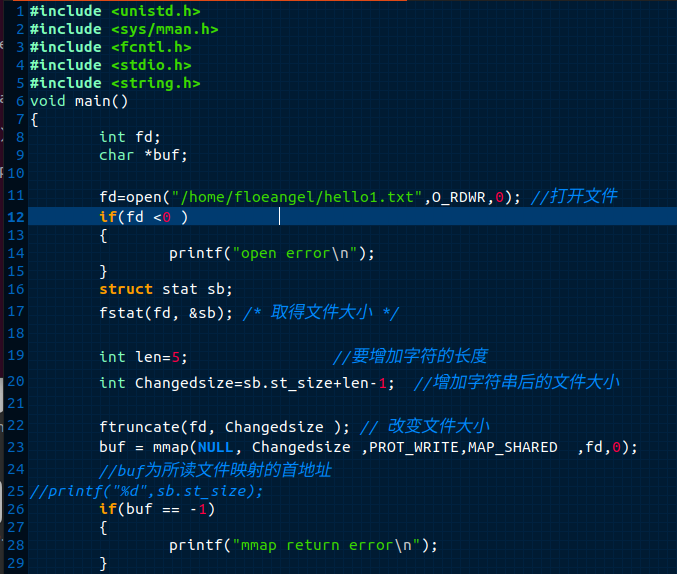 1 #include <unistd.h>
2 #include <sys/mman.h>
3 #include <fcntl.h>
4 #include <stdio.h>
5 #include <string.h>
6 void main()
7 {
8 int fd;
9 char *buf;
10
11 fd=open("/home/floeangel/hello1.txt",O_RDWR,0); //打开文件
12 if(fd <0 )
13 {
14 printf("open error\n");
15 }
16 struct stat sb;
17 fstat(fd, &sb); /* 取得文件大小 */
18
19 int len=5; //要增加字符的长度
20 int Changedsize=sb.st_size+len-1; //增加字符串后的文件大小
21
22 ftruncate(fd, Changedsize ); // 改变文件大小
23 buf = mmap(NULL, Changedsize ,PROT_WRITE,MAP_SHARED ,fd,0);
24 //buf为所读文件映射的首地址
25 //printf("%d",sb.st_size);
26 if(buf == -1)
27 {
28 printf("mmap return error\n");
29 }